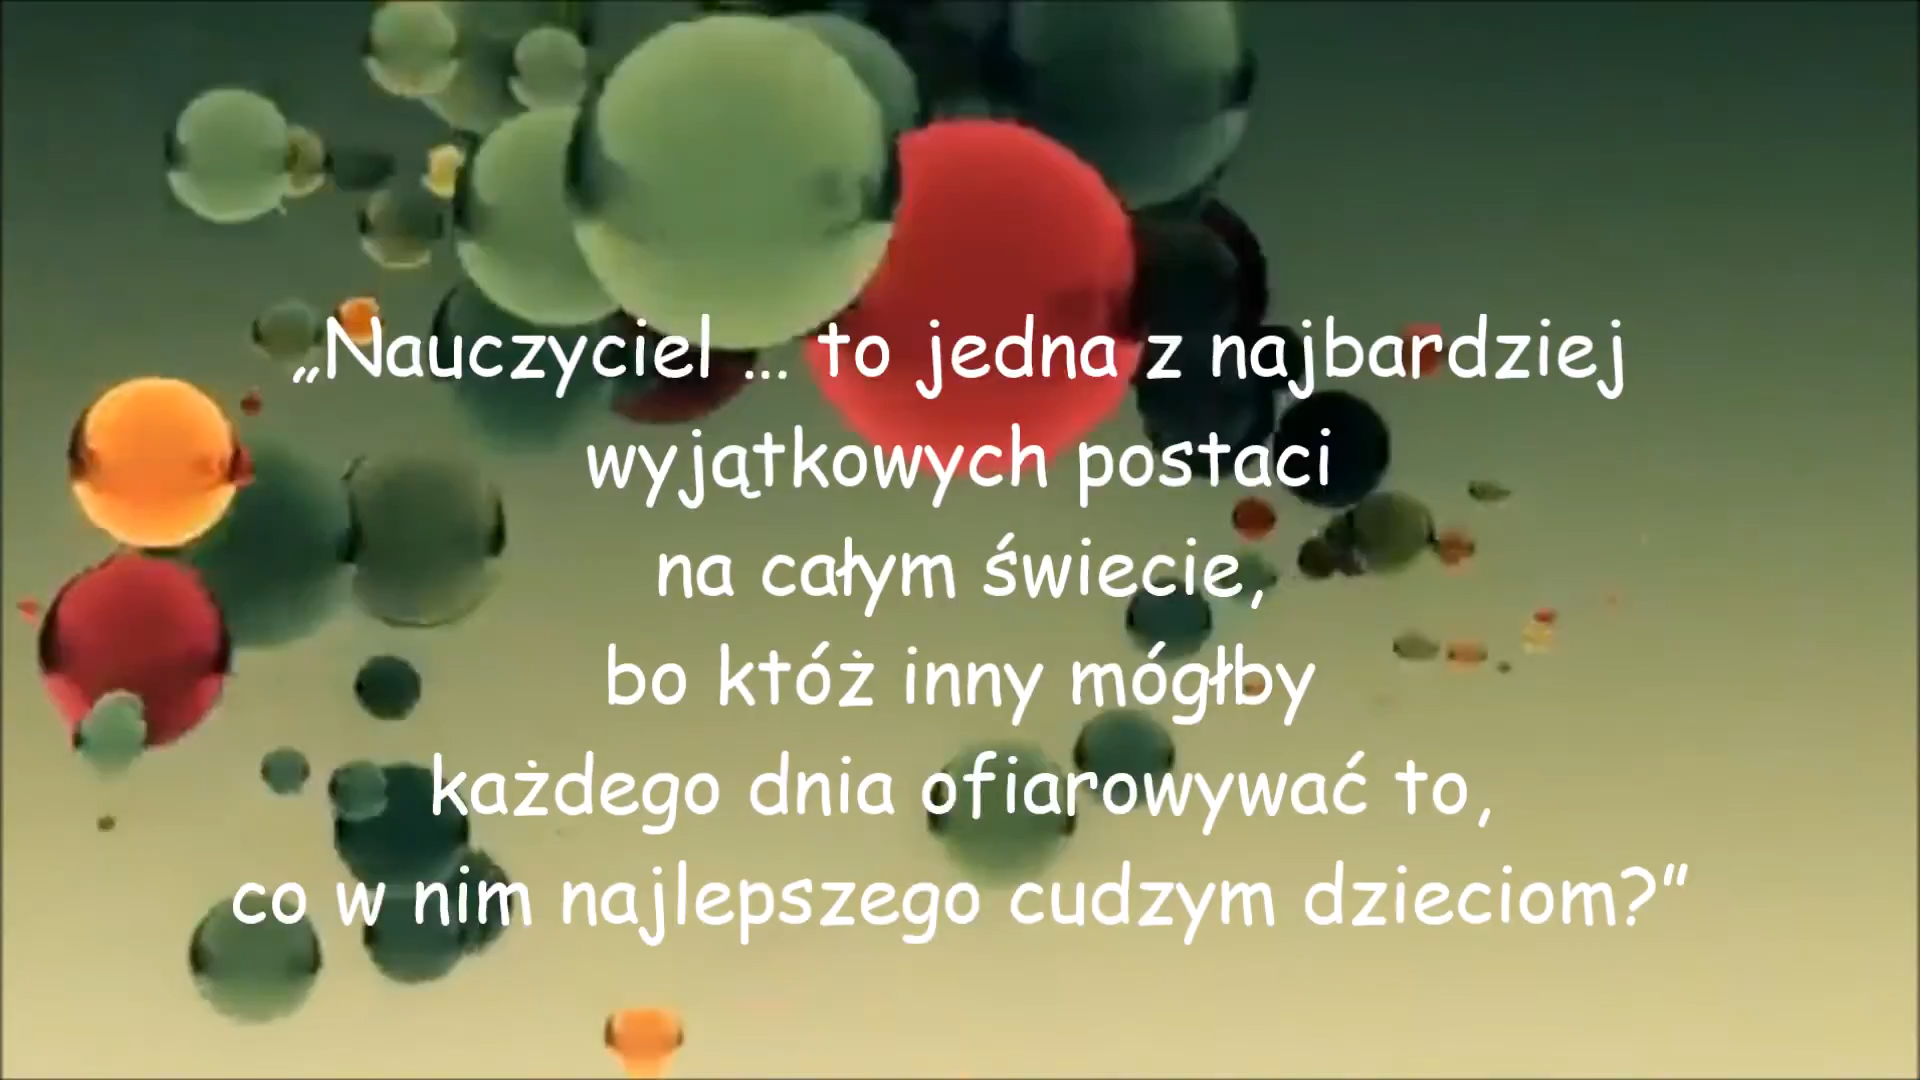 „Nauczyciel ... to jedna z najbardziej
wyjątkowych postaci
na całym świecie,
bo któż inny mógłby
każdego dnia ofiarowywać to,
co w nim najlepszego cudzym dzieciom?”